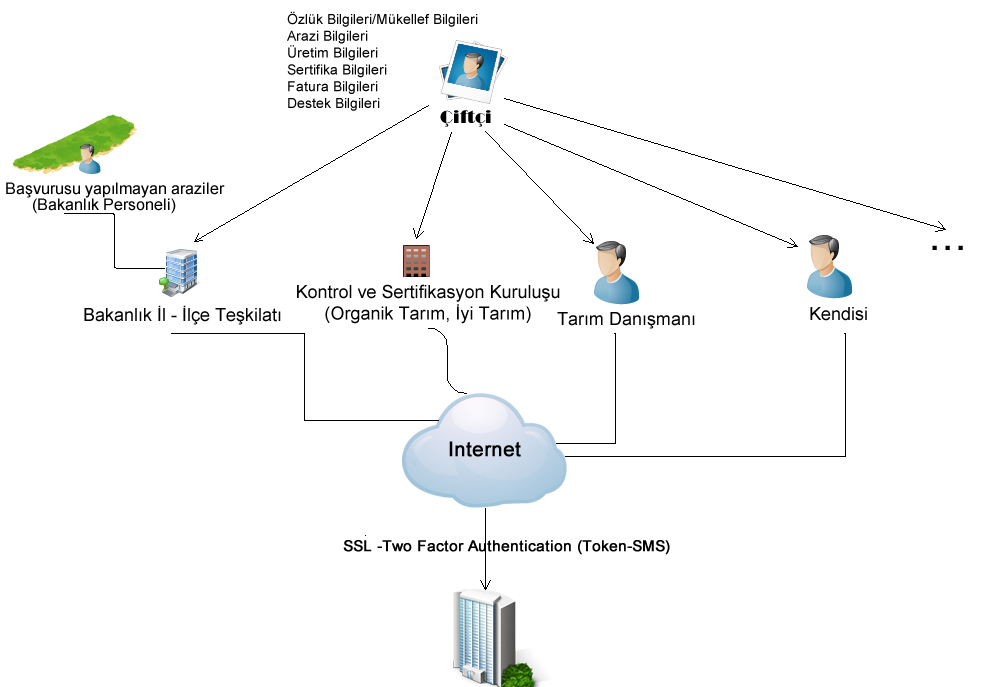 Özlük Bilgileri/Mükellef Bilgileri
Arazi Bilgileri
Üretim Bilgileri
Sertifika Bilgileri
Fatura Bilgileri
Destek Bilgileri
Çiftçi
Başvurusu yapılmayan araziler
(Bakanlık Personeli)
...
Bakanlık İl - İlçe Teşkilatı
Kontrol ve Sertifikasyon Kuruluşu
(Organik Tarım, İyi Tarım)
Tarım Danışmanı
Kendisi
Internet
SSL -Two Factor Authentication (Token-SMS)